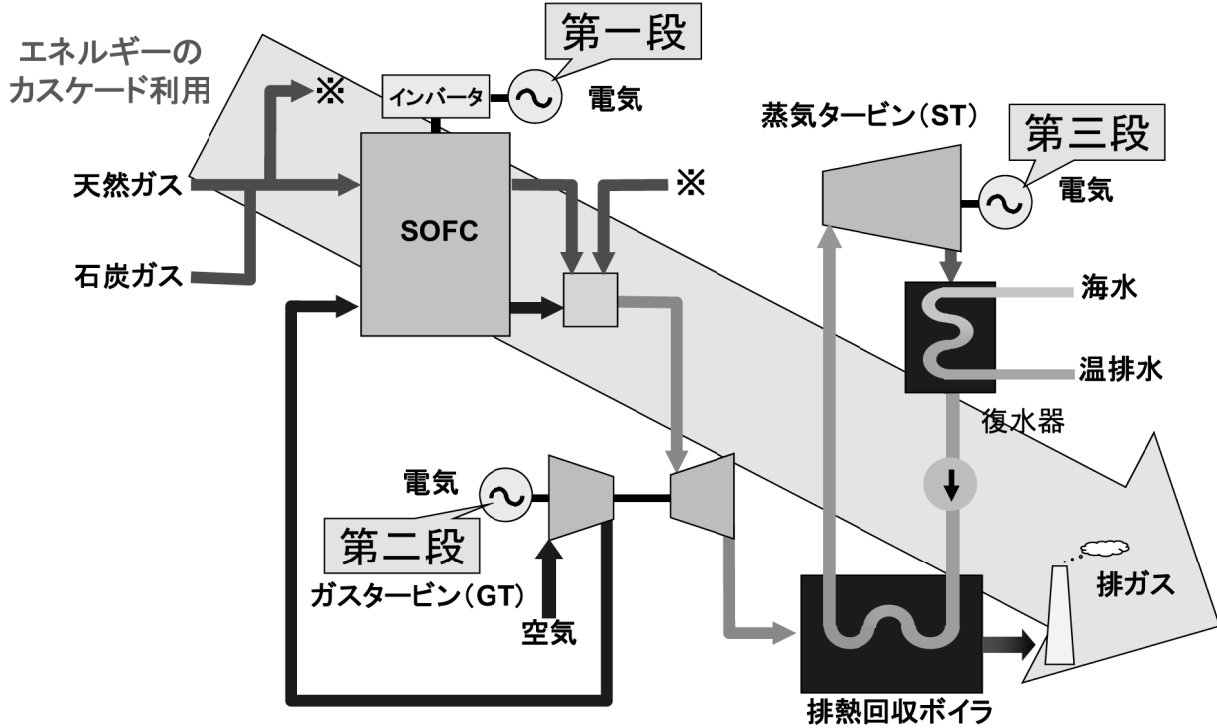 エネルギーの
カスケード利用
※
インバータ
第一段
電気
蒸気タービン(ST)
第三段
電気
天然ガス
※
SOFC
石炭ガス
海水
温排水
復水器
電気
第二段
ガスタービン(GT)
空気
排ガス
排熱回収ボイラ